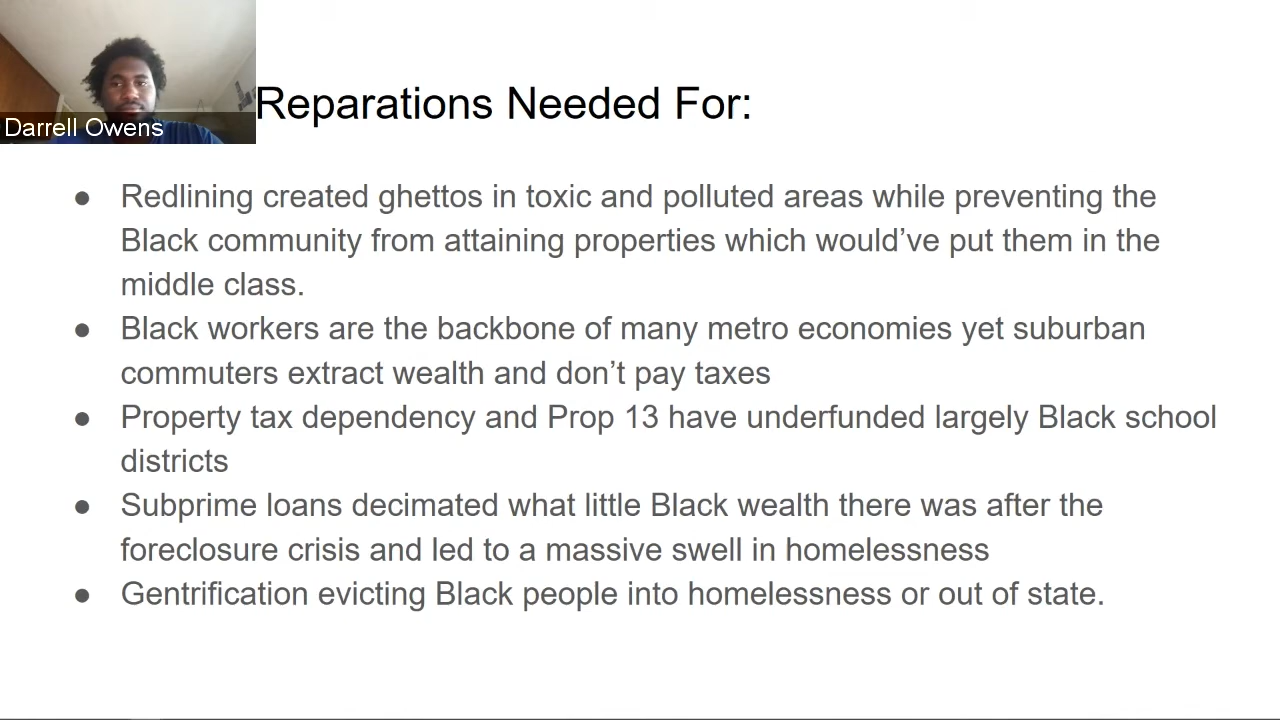 Darrell Owens
Reparations Needed For:
● Redlining created ghettos in toxic and polluted areas while preventing the
Black community from attaining properties which would’ve put them in the
middle class.
● Black workers are the backbone of many metro economies yet suburban
commuters extract wealth and don’t pay taxes
● Property tax dependency and Prop 13 have underfunded largely Black school
districts
● Subprime loans decimated what little Black wealth there was after the
foreclosure crisis and led to a massive swell in homelessness
● Gentrification evicting Black people into homelessness or out of state.